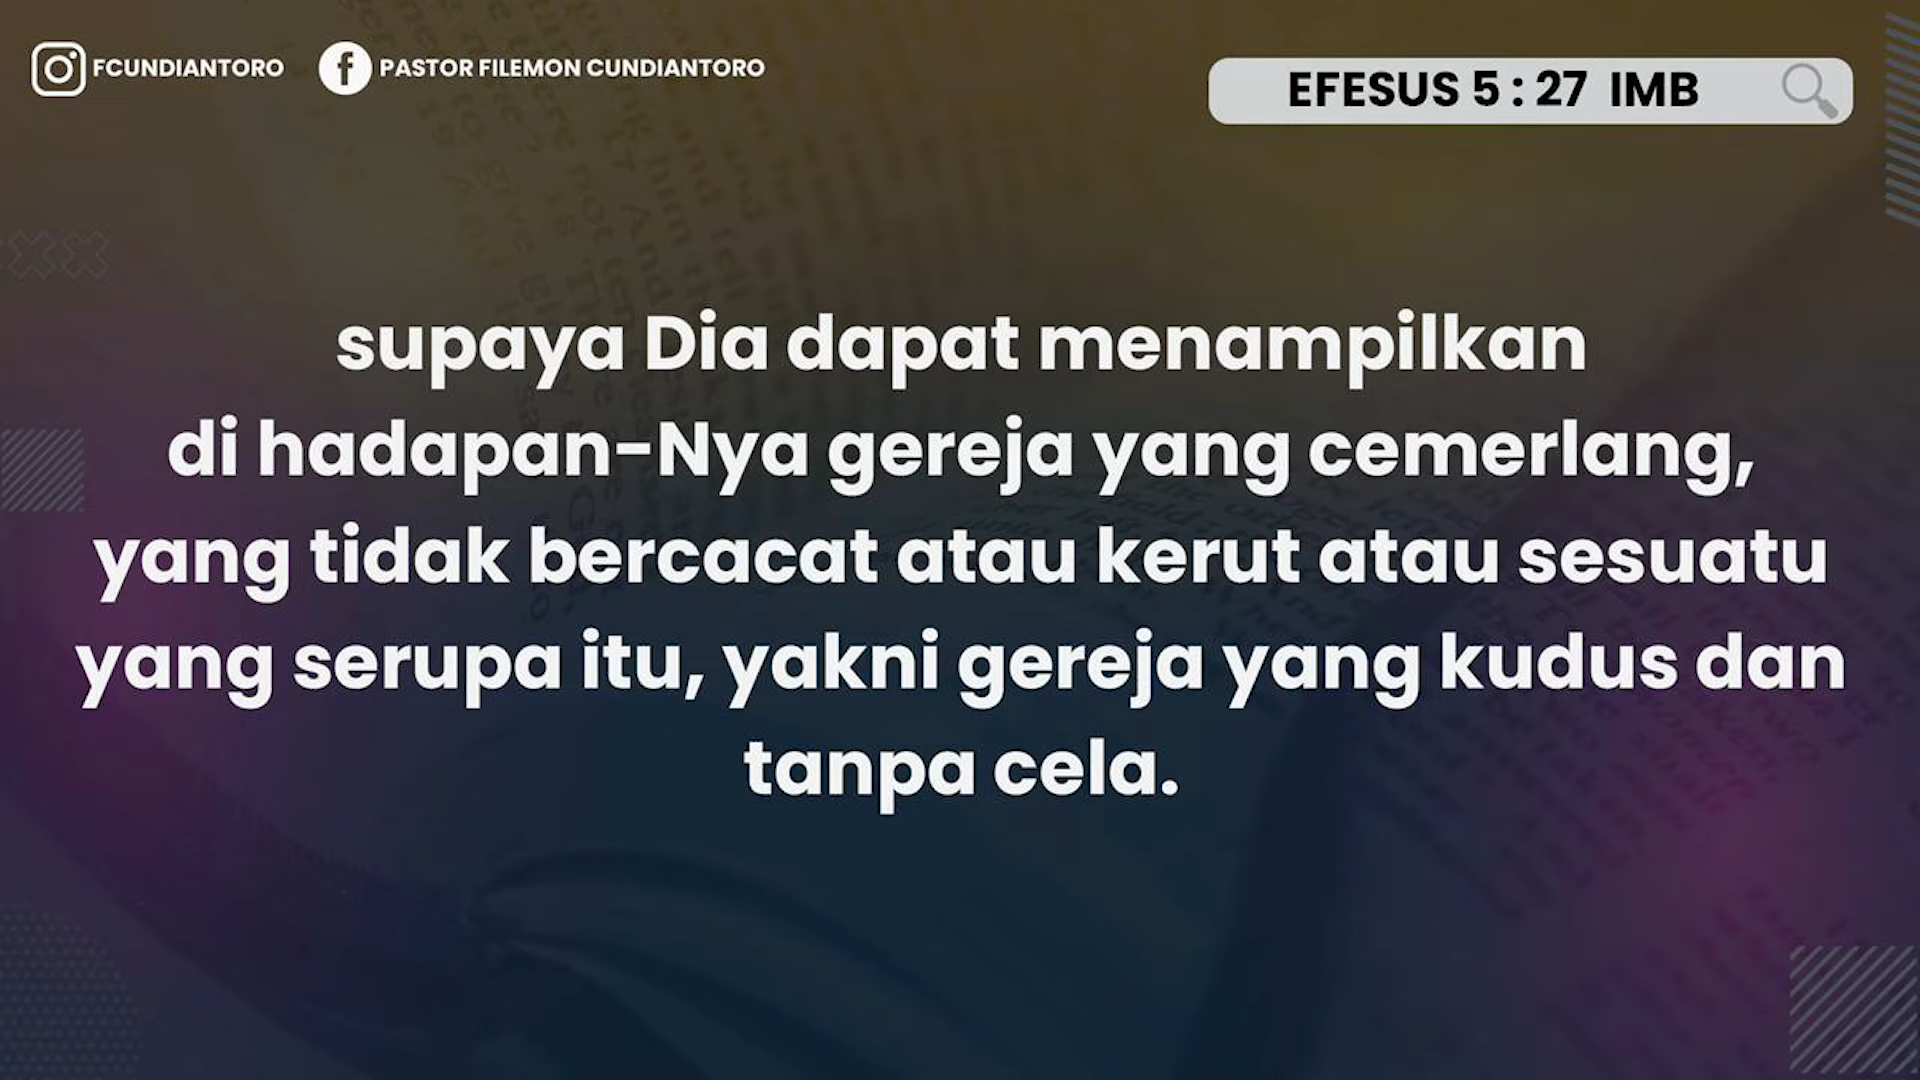 FCUNDIANTORO
PASTOR FILEMON CUNDIANTORO
EFESUS 5 : 27 IMB
supaya Dia dapat menampilkan
di hadapan-Nya gereja yang cemerlang,
yang tidak bercacat atau kerut atau sesuatu
yang serupa itu, yakni gereja yang kudus dan
tanpa cela.